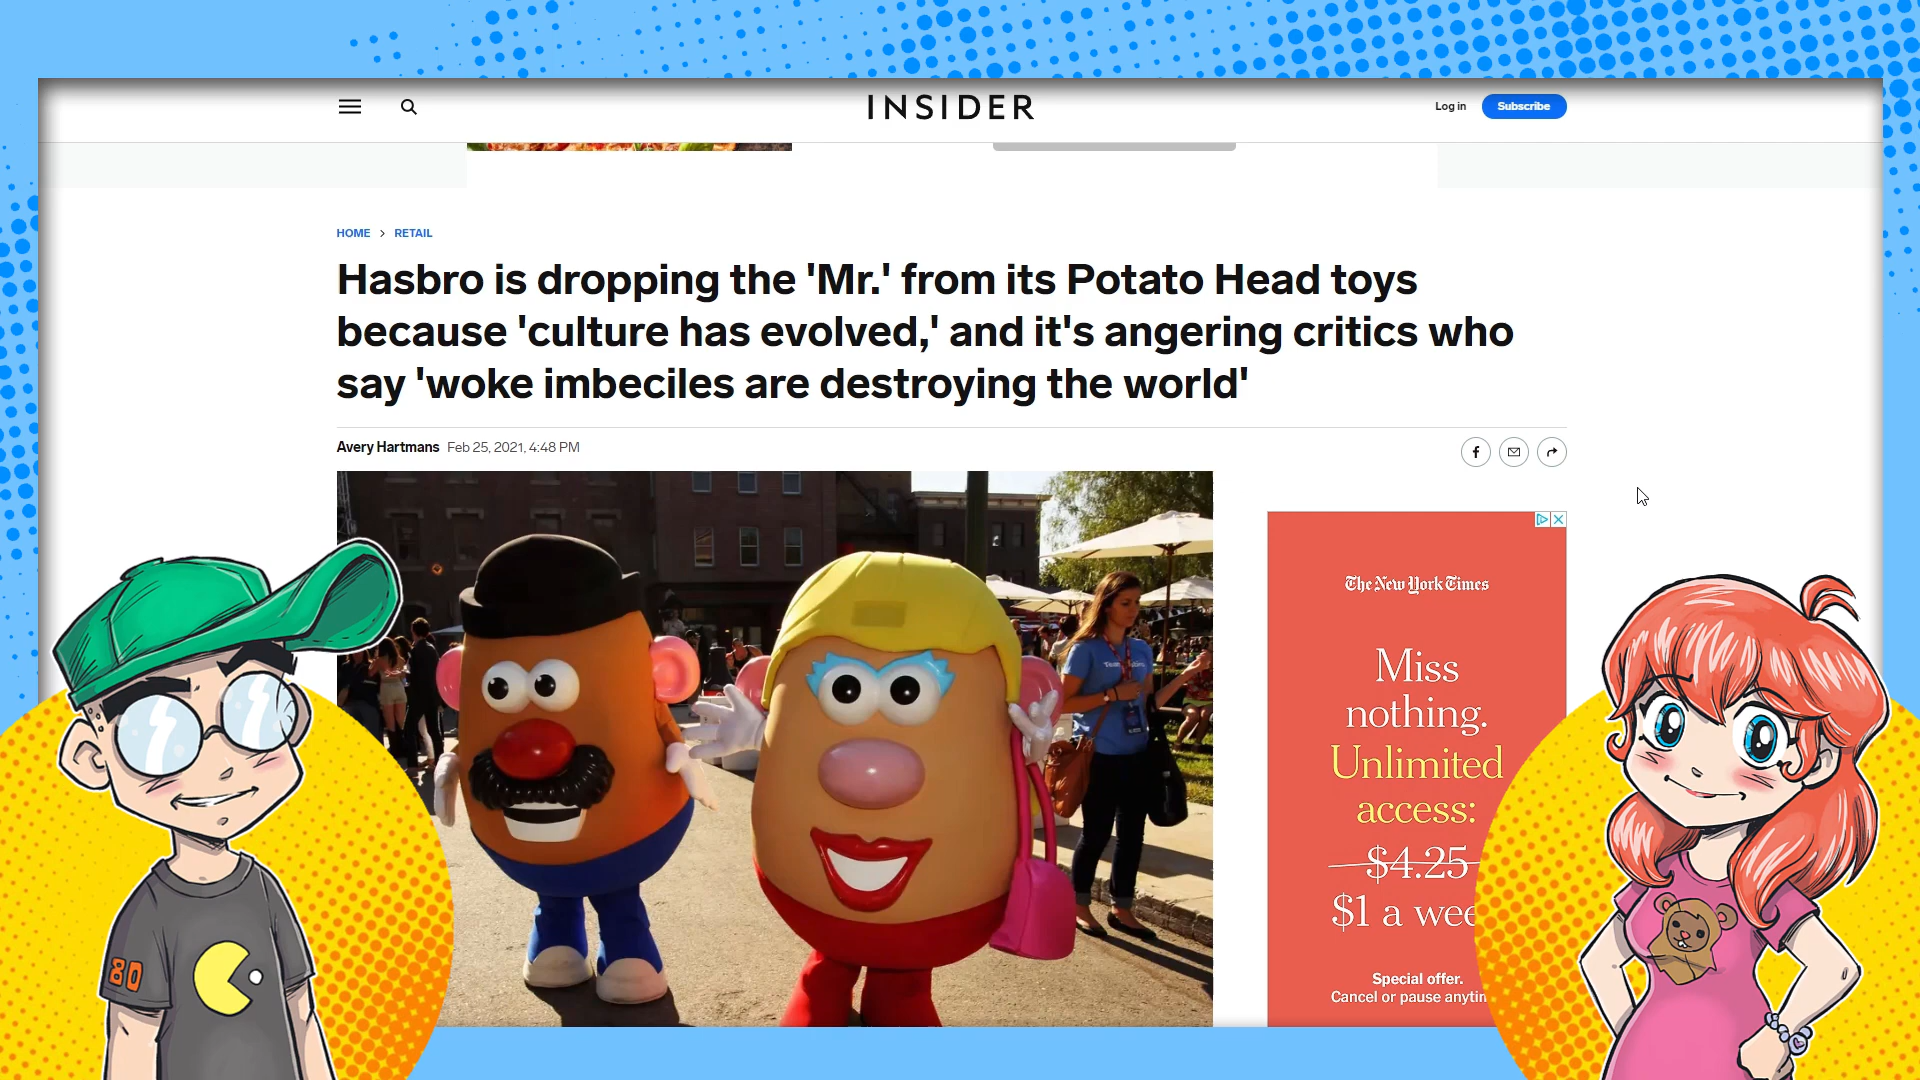 INSIDER
Log in
Subscribe
HOME > RETAIL
Hasbro is dropping the 'Mr.' from its Potato Head toys
because 'culture has evolved,' and it's angering critics who
say 'woke imbeciles are destroying the world'
Avery Hartmans Feb 25, 2021, 4:48 PM
The New York Times
Miss
nothing.
Unlimited
access:
$4.25
$1 a wee
Special offer.
Cancel or pause anytin
80